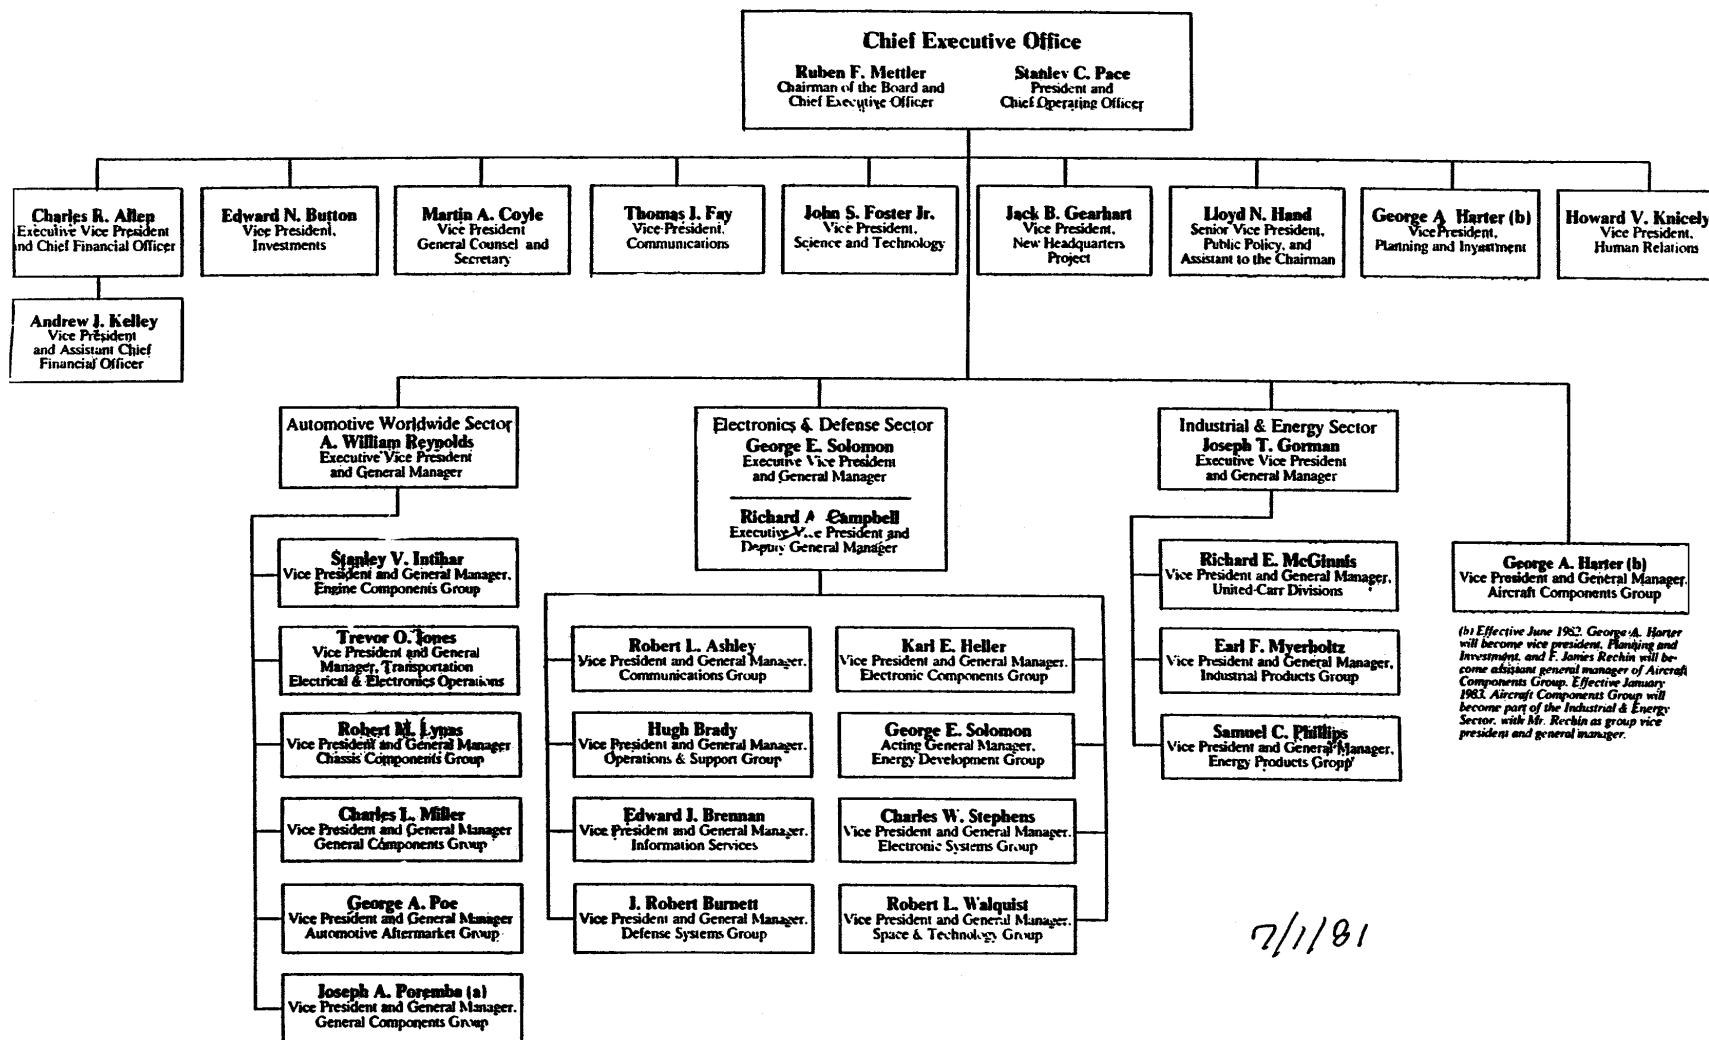 Chief Executive Office
Ruben F. Mettler
Chairman of the Board and
Chief Executive Officer
Stanley C. Pace
President and
Chief Operating Officer
Charles R. Allen
Executive Vice President
and Chief Financial Officer
Edward N. Button
Vice President,
Investments
Martin A. Coyle
Vice President
General Counsel and
Secretary
Thomas J. Fay
Vice President,
Communications
John S. Foster Jr.
Vice President,
Science and Technology
Jack B. Gearhart
Vice President,
New Headquarters
Project
Lloyd N. Hand
Senior Vice President,
Public Policy, and
Assistant to the Chairman
George A. Harter (b)
Vice President,
Planning and Investment
Howard V. Knicely
Vice President,
Human Relations
Andrew J. Kelley
Vice President
and Assistant Chief
Financial Officer
Automotive Worldwide Sector
A. William Reynolds
Executive Vice President
and General Manager
Stanley V. Intihar
Vice President and General Manager,
Engine Components Group
Trevor O. Jones
Vice President and General
Manager, Transportation
Electrical & Electronics Operations
Robert M. Lynas
Vice President and General Manager
Chassis Components Group
Charles L. Miller
Vice President and General Manager
General Components Group
George A. Poe
Vice President and General Manager
Automotive Aftermarket Group
Joseph A. Poremba (a)
Vice President and General Manager,
General Components Group
Electronics & Defense Sector
George E. Solomon
Executive Vice President
and General Manager
Richard A. Campbell
Executive Vice President and
Deputy General Manager
Robert L. Ashley
Vice President and General Manager,
Communications Group
Hugh Brady
Vice President and General Manager,
Operations & Support Group
Edward J. Brennan
Vice President and General Manager,
Information Services
J. Robert Burnett
Vice President and General Manager,
Defense Systems Group
Karl E. Heller
Vice President and General Manager,
Electronic Components Group
George E. Solomon
Acting General Manager,
Energy Development Group
Charles W. Stephens
Vice President and General Manager,
Electronic Systems Group
Robert L. Walquist
Vice President and General Manager,
Space & Technology Group
Industrial & Energy Sector
Joseph T. Gorman
Executive Vice President
and General Manager
Richard E. McGinnis
Vice President and General Manager,
United-Carr Divisions
Earl F. Myerholtz
Vice President and General Manager,
Industrial Products Group
Samuel C. Phillips
Vice President and General Manager,
Energy Products Group
George A. Harter (b)
Vice President and General Manager,
Aircraft Components Group
(b) Effective June 1982, George A. Harter
will become vice president, Planning and
Investment, and F. James Rechin will be-
come assistant general manager of Aircraft
Components Group. Effective January
1983, Aircraft Components Group will
become part of the Industrial & Energy
Sector, with Mr. Rechin as group vice
president and general manager.
7/1/81